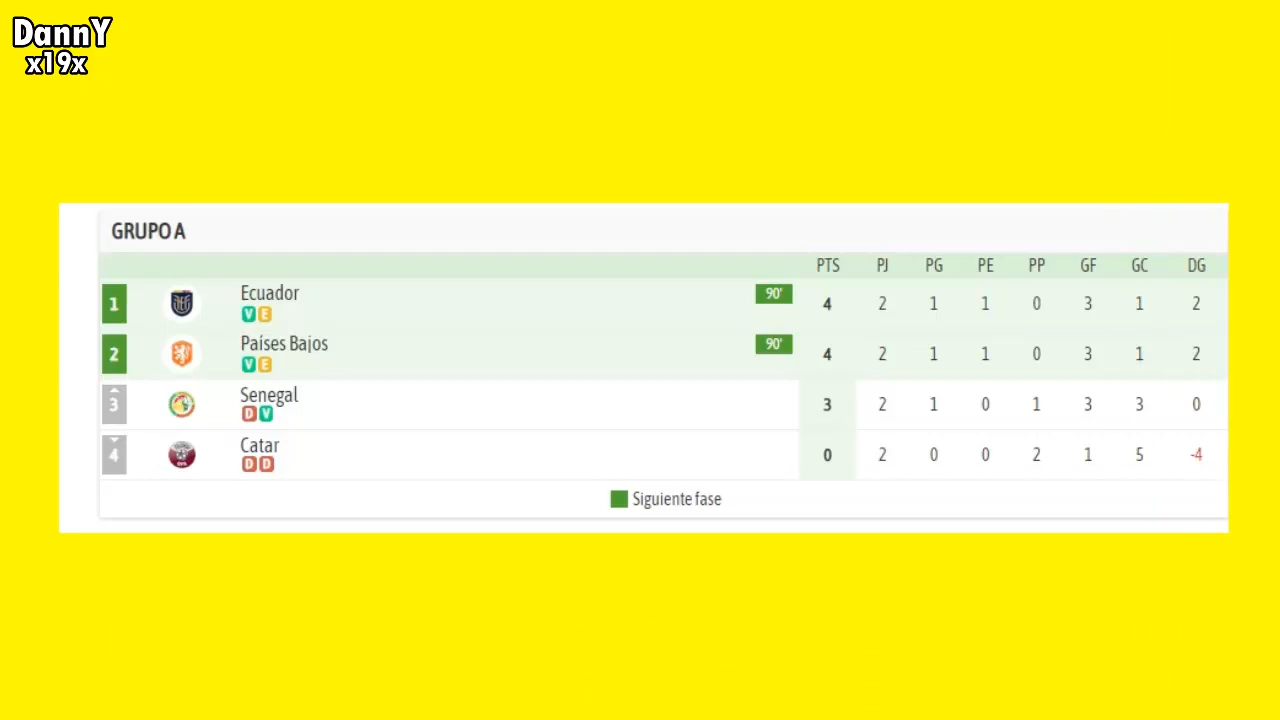 DannY
x19x
GRUPO A
PTS PJ PG PE PP GF GC DG
1 Ecuador 90' 4 2 1 1 0 3 1 2
V E
2 Países Bajos 90' 4 2 1 1 0 3 1 2
V E
3 Senegal 3 2 1 0 1 3 3 0
D V
4 Catar 0 2 0 0 2 1 5 -4
D D
Siguiente fase